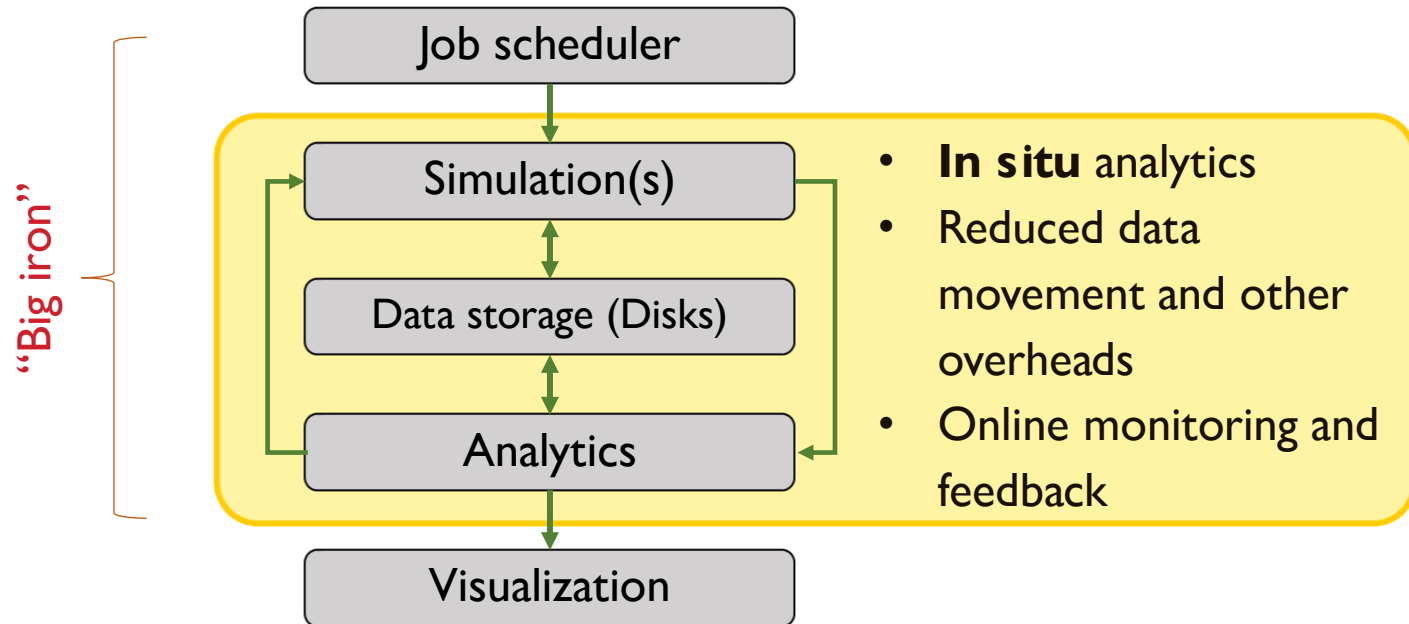 Job scheduler
“Big iron”
Simulation(s)
Data storage (Disks)
Analytics
Visualization
• In situ analytics
• Reduced data
movement and other
overheads
• Online monitoring and
feedback